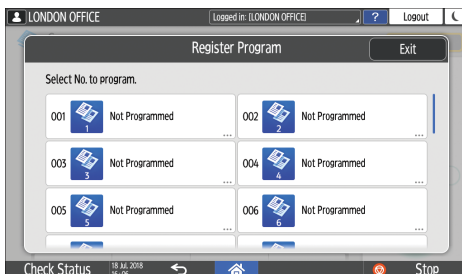 LONDON OFFICE Logged in: [LONDON OFFICE] ? Logout
Register Program Exit
Select No. to program.
001 1 Not Programmed ... 002 2 Not Programmed ...
003 3 Not Programmed ... 004 4 Not Programmed ...
005 5 Not Programmed ... 006 6 Not Programmed ...
Check Status 18 Jul. 2018 Stop